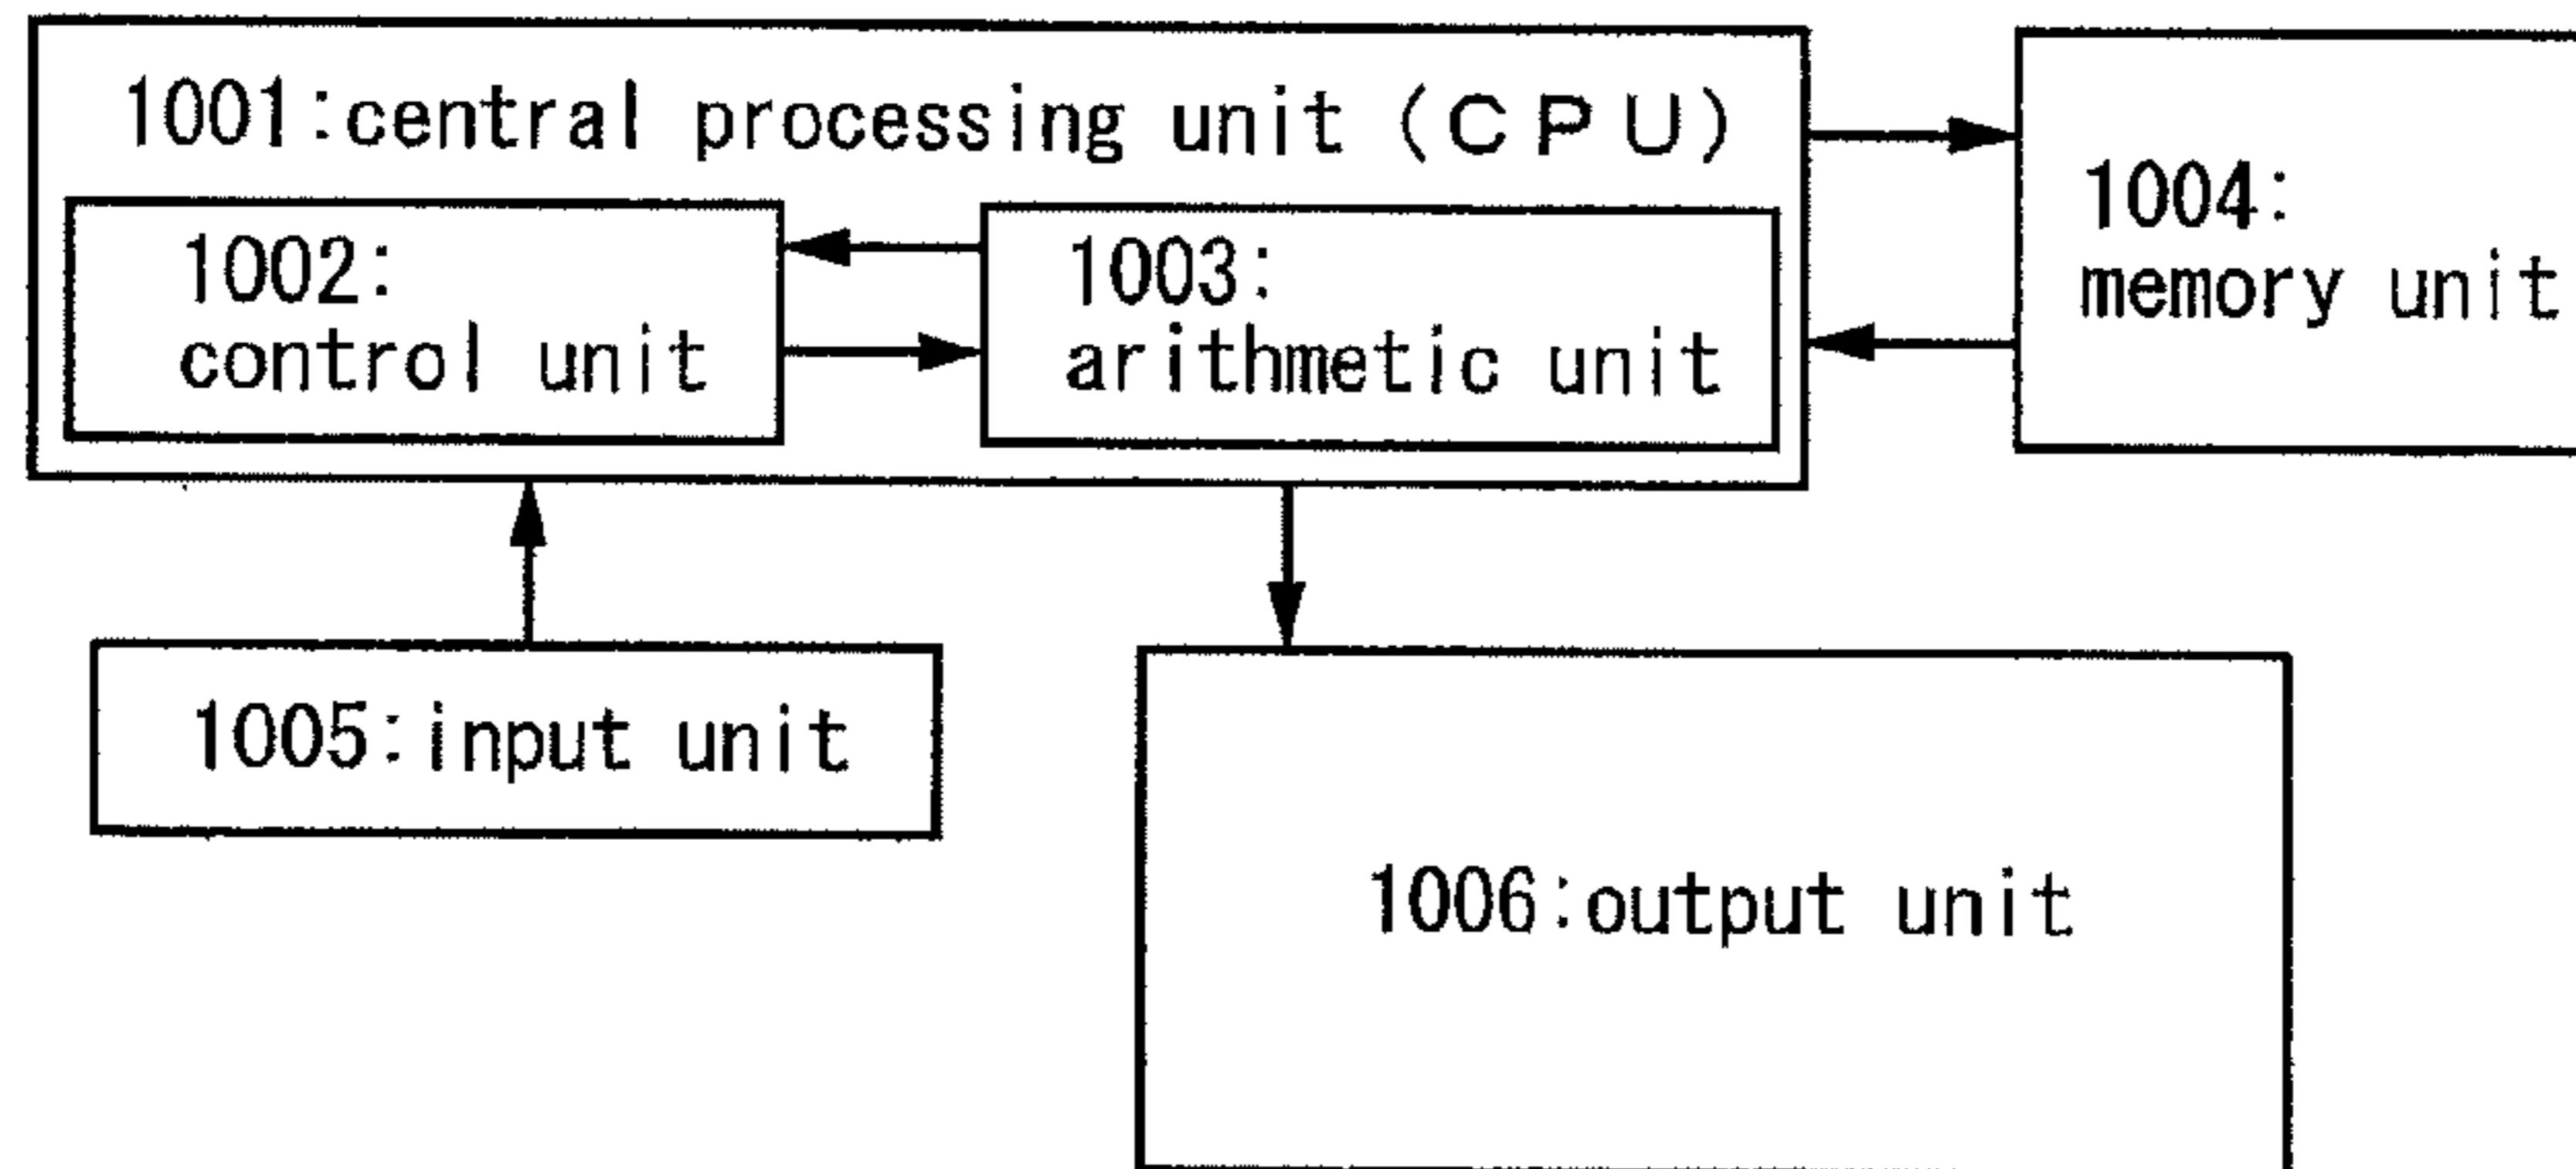 1001:central processing unit (CPU)
1002:
control unit
1003:
arithmetic unit
1004:
memory unit
1005:input unit
1006:output unit